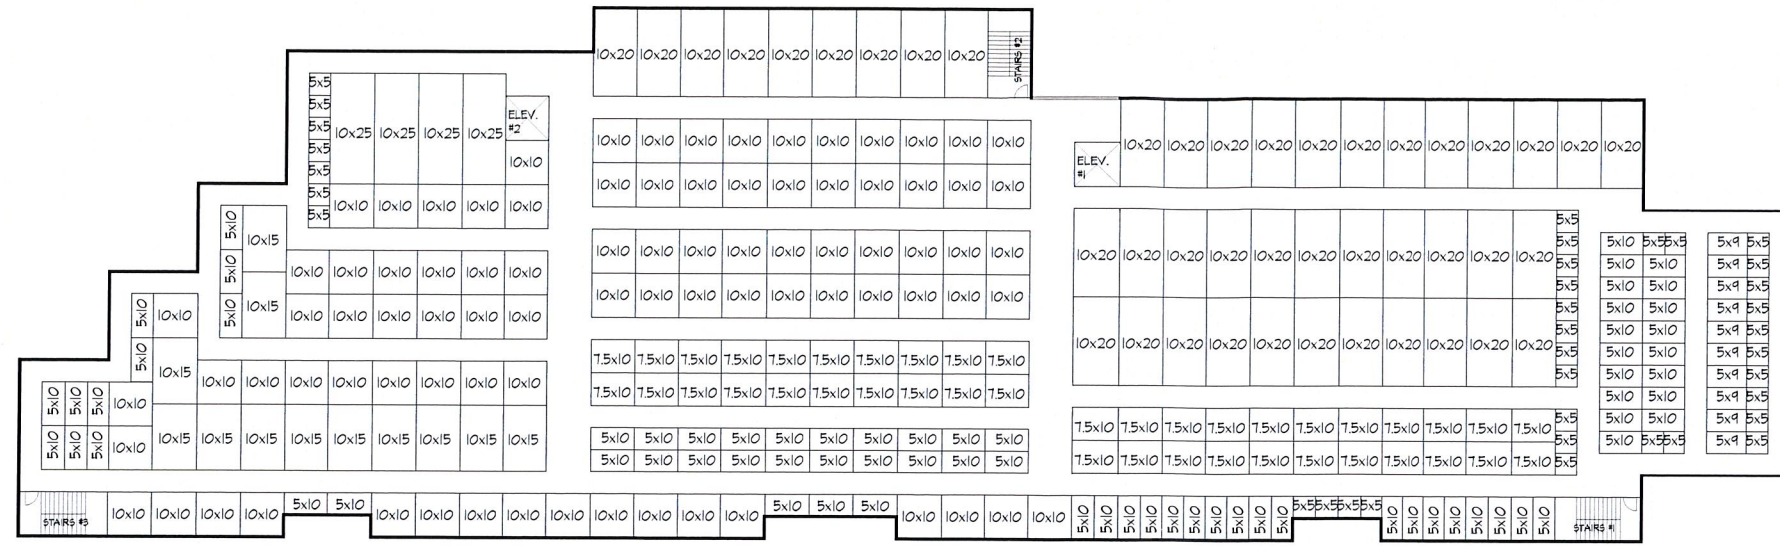 10x20 10x20 10x20 10x20 10x20 10x20 10x20 10x20 10x20
STAIRS #2
5x5
5x5
5x5
5x5
5x5
5x5
5x5
10x25 10x25 10x25 10x25
ELEV.
#2
10x10
10x10 10x10 10x10 10x10 10x10
10x10 10x10 10x10 10x10 10x10 10x10 10x10 10x10 10x10 10x10
10x10 10x10 10x10 10x10 10x10 10x10 10x10 10x10 10x10 10x10
ELEV.
#1
10x20 10x20 10x20 10x20 10x20 10x20 10x20 10x20 10x20 10x20 10x20 10x20
5x10
5x10
5x10
10x15
10x15
10x10 10x10 10x10 10x10 10x10 10x10
10x10 10x10 10x10 10x10 10x10 10x10
10x10 10x10 10x10 10x10 10x10 10x10 10x10 10x10 10x10 10x10
10x10 10x10 10x10 10x10 10x10 10x10 10x10 10x10 10x10 10x10
10x20 10x20 10x20 10x20 10x20 10x20 10x20 10x20 10x20 10x20 10x20
10x20 10x20 10x20 10x20 10x20 10x20 10x20 10x20 10x20 10x20 10x20
5x5
5x5
5x5
5x5
5x5
5x5
5x5
5x5
5x10 5x5 5x5
5x10 5x10
5x10 5x10
5x10 5x10
5x10 5x10
5x10 5x10
5x10 5x10
5x10 5x10
5x10 5x10
5x10 5x5 5x5
5x9 5x5
5x9 5x5
5x9 5x5
5x9 5x5
5x9 5x5
5x9 5x5
5x9 5x5
5x9 5x5
5x9 5x5
5x9 5x5
5x10
5x10
10x10
10x15
10x10 10x10 10x10 10x10 10x10 10x10 10x10 10x10
5x10 5x10 5x10 10x10
5x10 5x10 5x10 10x10
10x15 10x15 10x15 10x15 10x15 10x15 10x15 10x15 10x15
7.5x10 7.5x10 7.5x10 7.5x10 7.5x10 7.5x10 7.5x10 7.5x10 7.5x10 7.5x10
7.5x10 7.5x10 7.5x10 7.5x10 7.5x10 7.5x10 7.5x10 7.5x10 7.5x10 7.5x10
5x10 5x10 5x10 5x10 5x10 5x10 5x10 5x10 5x10 5x10
5x10 5x10 5x10 5x10 5x10 5x10 5x10 5x10 5x10 5x10
7.5x10 7.5x10 7.5x10 7.5x10 7.5x10 7.5x10 7.5x10 7.5x10 7.5x10 7.5x10 7.5x10
7.5x10 7.5x10 7.5x10 7.5x10 7.5x10 7.5x10 7.5x10 7.5x10 7.5x10 7.5x10 7.5x10
5x5
5x5
5x5
STAIRS #3
10x10 10x10 10x10 10x10
5x10 5x10
10x10 10x10 10x10 10x10 10x10 10x10 10x10 10x10 10x10
5x10 5x10 5x10
10x10 10x10 10x10 10x10
5x10 5x10 5x10 5x10 5x10 5x10 5x10 5x10 5x10 5x10
5x5 5x5 5x5 5x5
5x10 5x10 5x10 5x10 5x10 5x10 5x10 5x10
STAIRS #1